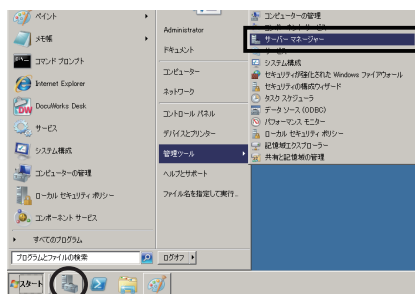 ペイント
メモ帳
コマンド プロンプト
Internet Explorer
DocuWorks Desk
サービス
システム構成
コンピューターの管理
ローカル セキュリティ ポリシー
コンポーネント サービス
すべてのプログラム
プログラムとファイルの検索
Administrator
ドキュメント
コンピューター
ネットワーク
コントロール パネル
デバイスとプリンター
管理ツール
ヘルプとサポート
ファイル名を指定して実行...
ログオフ
コンピューターの管理
サーバー マネージャー
サービス
システム構成
セキュリティが強化された Windows ファイアウォール
セキュリティの構成ウィザード
タスク スケジューラ
データ ソース (ODBC)
パフォーマンス モニター
ローカル セキュリティ ポリシー
記憶域エクスプローラー
共有と記憶域の管理
スタート